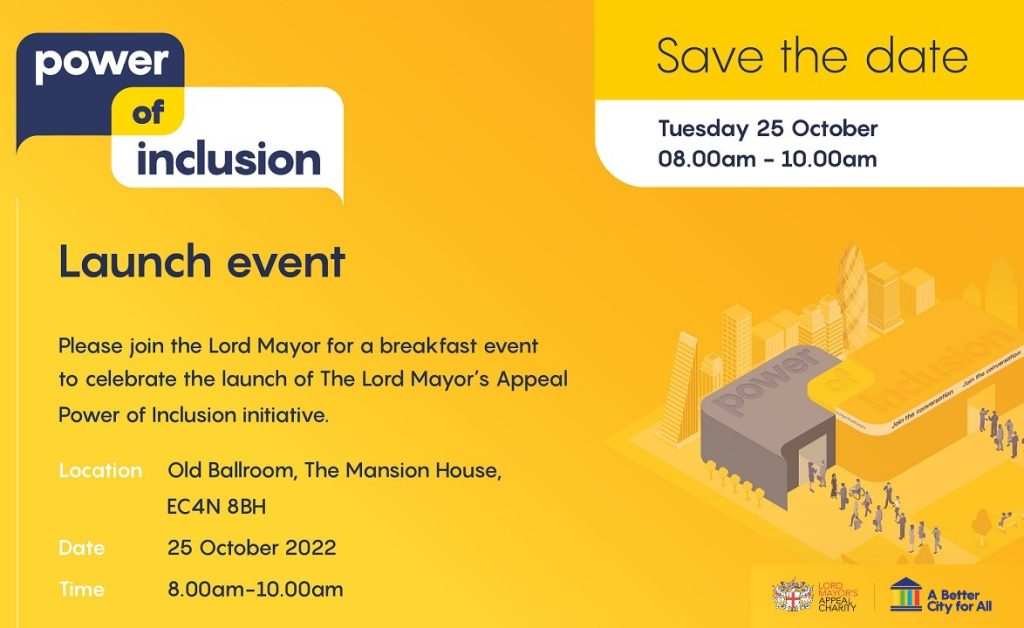 power
of
inclusion
Save the date
Tuesday 25 October
08.00am - 10.00am
Launch event
Please join the Lord Mayor for a breakfast event
to celebrate the launch of The Lord Mayor's Appeal
Power of Inclusion initiative.
Location Old Ballroom, The Mansion House,
EC4N 8BH
Date 25 October 2022
Time 8.00am-10.00am
power
of
inclusion
Join the conversation Join the conversation
LORD
MAYOR'S
APPEAL
CHARITY
A Better
City for All